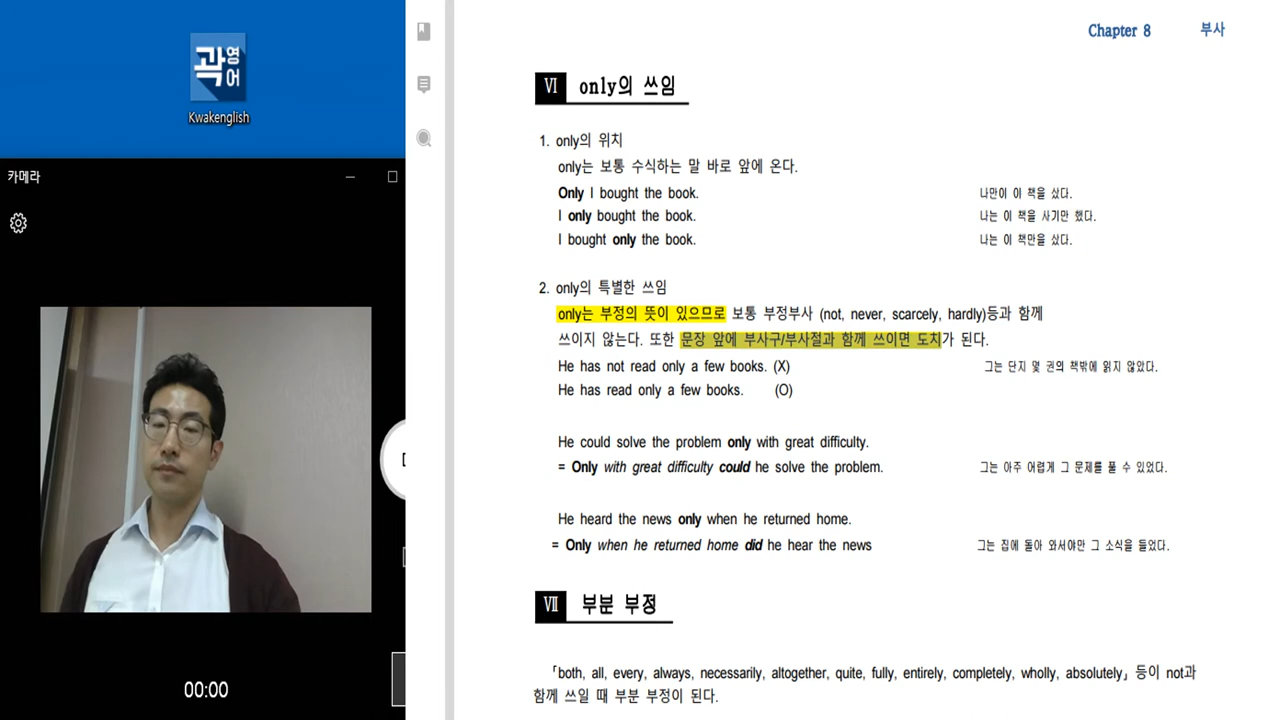 곽영어
Kwakenglish
카메라
00:00
Chapter 8 부사
Ⅵ only의 쓰임
1. only의 위치
only는 보통 수식하는 말 바로 앞에 온다.
Only I bought the book. 나만이 이 책을 샀다.
I only bought the book. 나는 이 책을 사기만 했다.
I bought only the book. 나는 이 책만을 샀다.
2. only의 특별한 쓰임
only는 부정의 뜻이 있으므로 보통 부정부사 (not, never, scarcely, hardly)등과 함께
쓰이지 않는다. 또한 문장 앞에 부사구/부사절과 함께 쓰이면 도치가 된다.
He has not read only a few books. (X) 그는 단지 몇 권의 책밖에 읽지 않았다.
He has read only a few books. (O)
He could solve the problem only with great difficulty.
= Only with great difficulty could he solve the problem. 그는 아주 어렵게 그 문제를 풀 수 있었다.
He heard the news only when he returned home.
= Only when he returned home did he hear the news 그는 집에 돌아 와서야만 그 소식을 들었다.
Ⅶ 부분 부정
「both, all, every, always, necessarily, altogether, quite, fully, entirely, completely, wholly, absolutely」 등이 not과
함께 쓰일 때 부분 부정이 된다.